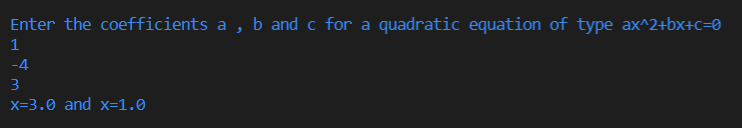 Enter the coefficients a , b and c for a quadratic equation of type ax^2+bx+c=0
1
-4
3
x=3.0 and x=1.0